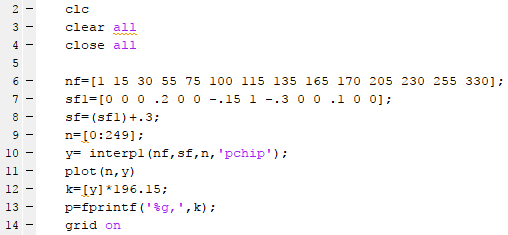 2 - clc
3 - clear all
4 - close all
5
6 - nf=[1 15 30 55 75 100 115 135 165 170 205 230 255 330];
7 - sf1=[0 0 0 .2 0 0 -.15 1 -.3 0 0 .1 0 0];
8 - sf=(sf1)+.3;
9 - n=[0:249];
10 - y= interp1(nf,sf,n,'pchip');
11 - plot(n,y)
12 - k=[y]*196.15;
13 - p=fprintf('%g,',k);
14 - grid on